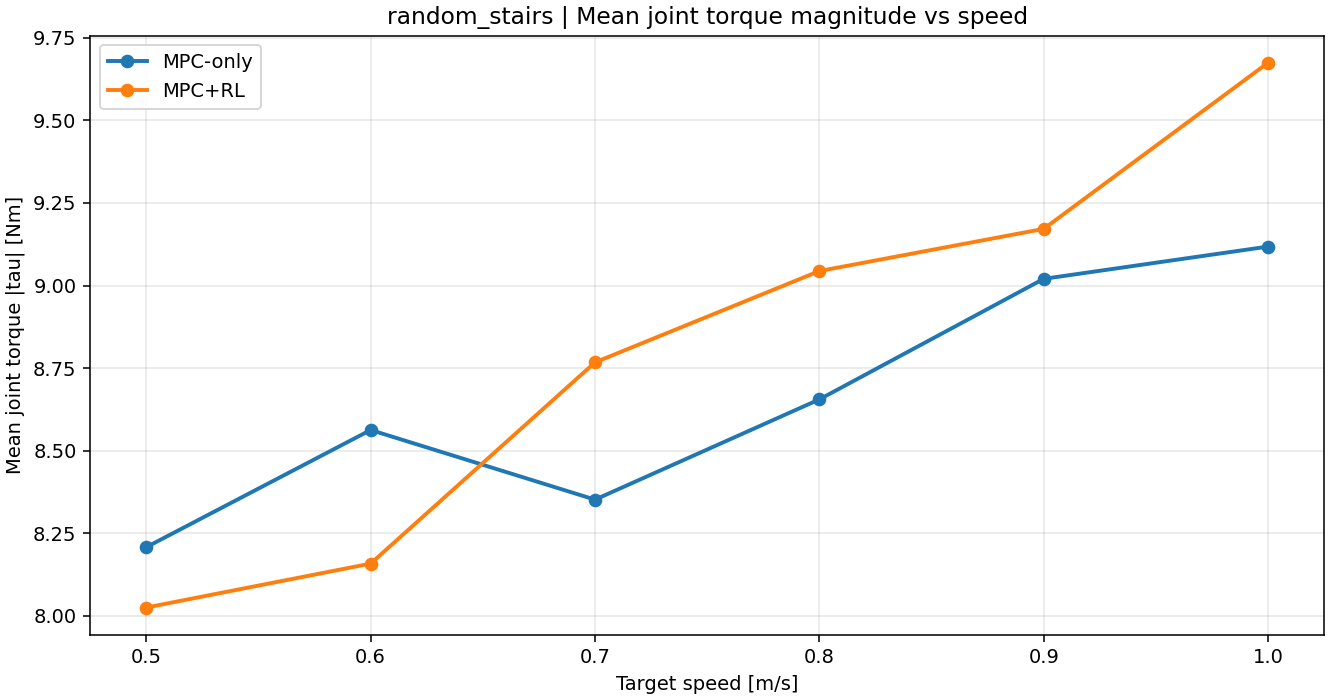 random_stairs | Mean joint torque magnitude vs speed
MPC-only
MPC+RL
Mean joint torque |tau| [Nm]
9.75
9.50
9.25
9.00
8.75
8.50
8.25
8.00
0.5 0.6 0.7 0.8 0.9 1.0
Target speed [m/s]